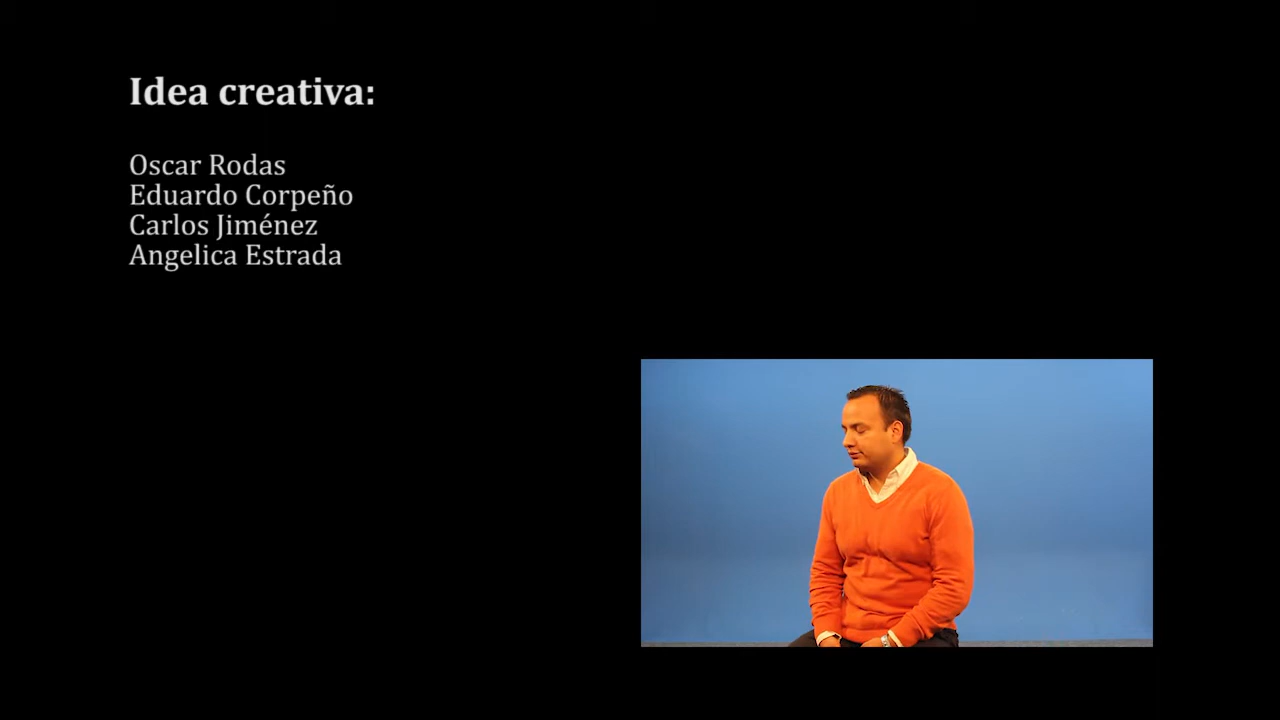 Idea creativa:
Oscar Rodas
Eduardo Corpeño
Carlos Jiménez
Angelica Estrada